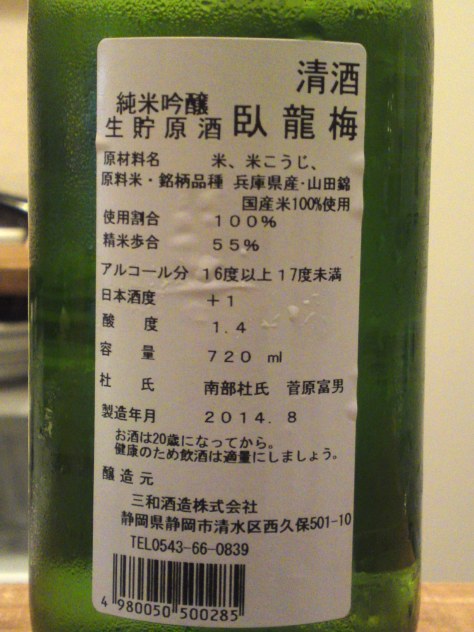 清酒
純米吟醸
生貯原酒 臥龍梅
原材料名 米、米こうじ、
原料米・銘柄品種 兵庫県産・山田錦
国産米100%使用
使用割合 100%
精米歩合 55%
アルコール分 16度以上17度未満
日本酒度 +1
酸度 1.4
容量 720 ml
杜氏 南部杜氏 菅原富男
製造年月 2014.8
お酒は20歳になってから。
健康のため飲酒は適量にしましょう。
醸造元
三和酒造株式会社
静岡県静岡市清水区西久保501-10
TEL0543-66-0839
4 980050 500285